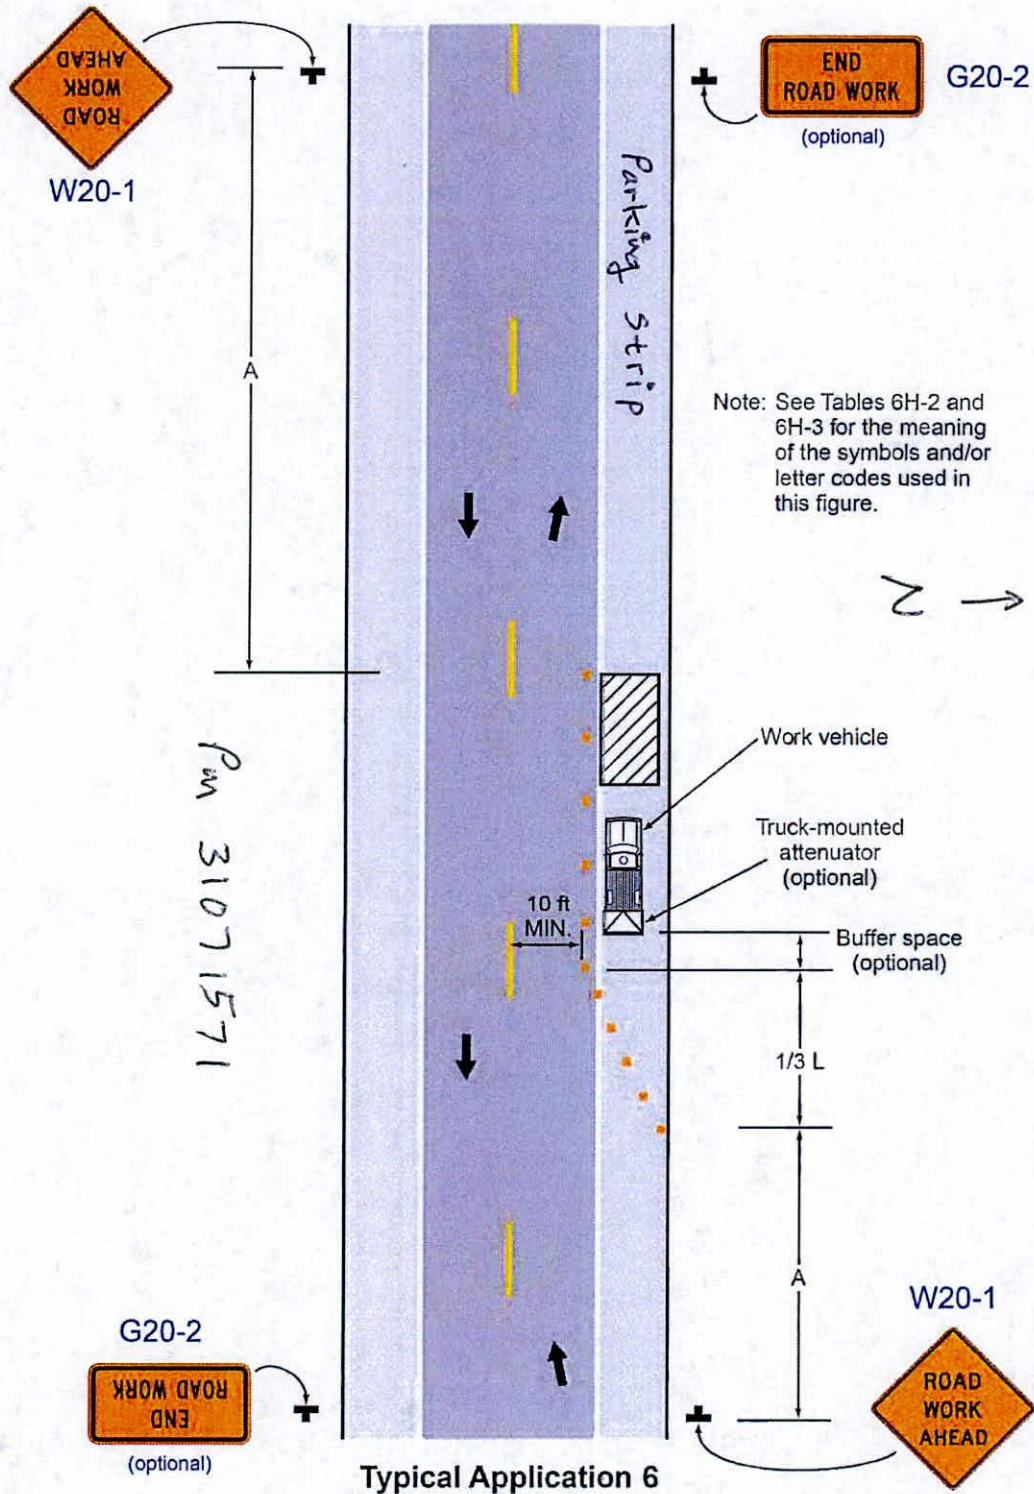 ROAD
WORK
AHEAD
W20-1
END
ROAD WORK
G20-2
(optional)
Parking Strip
A
Note: See Tables 6H-2 and
6H-3 for the meaning
of the symbols and/or
letter codes used in
this figure.
N
31071571
Work vehicle
Truck-mounted
attenuator
(optional)
10 ft
MIN.
Buffer space
(optional)
1/3 L
A
G20-2
END
ROAD WORK
(optional)
W20-1
ROAD
WORK
AHEAD
Typical Application 6